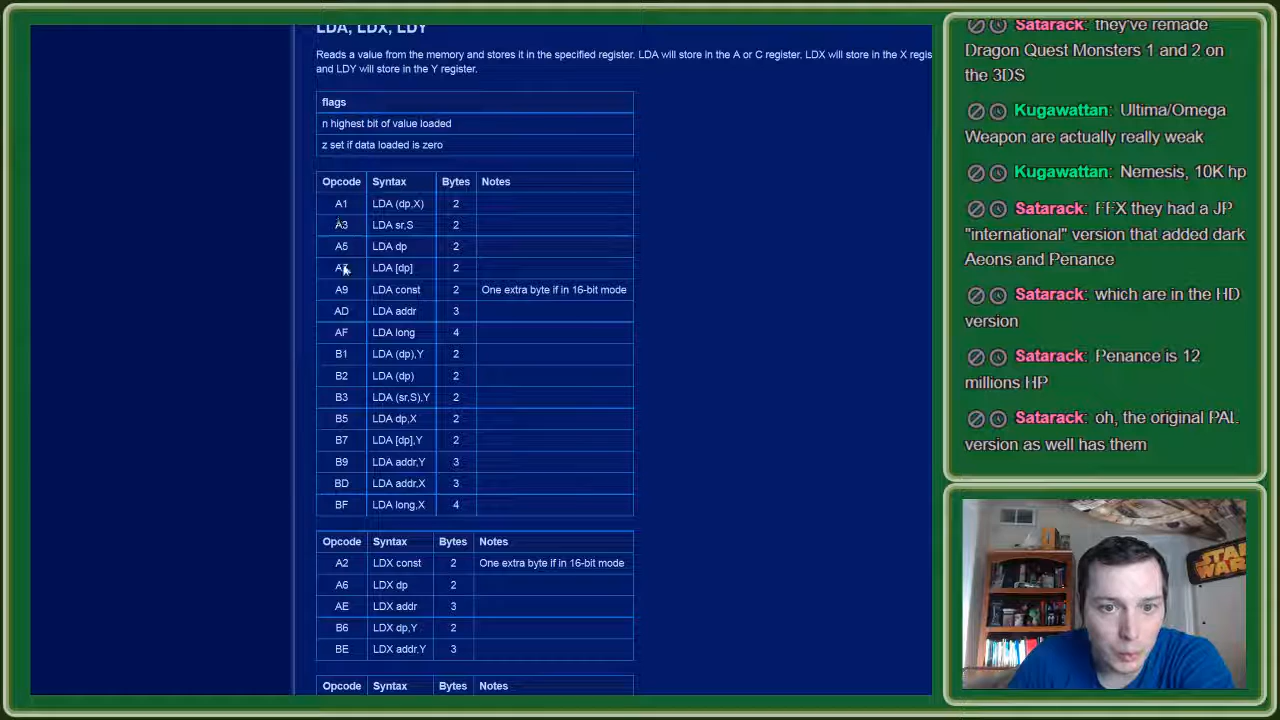 LDA, LDX, LDY
Reads a value from the memory and stores it in the specified register. LDA will store in the A or C register. LDX will store in the X regis
and LDY will store in the Y register.
flags
n highest bit of value loaded
z set if data loaded is zero
Opcode Syntax Bytes Notes
A1 LDA (dp,X) 2
A3 LDA sr,S 2
A5 LDA dp 2
A7 LDA [dp] 2
A9 LDA const 2 One extra byte if in 16-bit mode
AD LDA addr 3
AF LDA long 4
B1 LDA (dp),Y 2
B2 LDA (dp) 2
B3 LDA (sr,S),Y 2
B5 LDA dp,X 2
B7 LDA [dp],Y 2
B9 LDA addr,Y 3
BD LDA addr,X 3
BF LDA long,X 4
Opcode Syntax Bytes Notes
A2 LDX const 2 One extra byte if in 16-bit mode
A6 LDX dp 2
AE LDX addr 3
B6 LDX dp,Y 2
BE LDX addr,Y 3
Opcode Syntax Bytes Notes
Satarack: they've remade
Dragon Quest Monsters 1 and 2 on
the 3DS
Kugawattan: Ultima/Omega
Weapon are actually really weak
Kugawattan: Nemesis, 10K hp
Satarack: FFX they had a JP
"international" version that added dark
Aeons and Penance
Satarack: which are in the HD
version
Satarack: Penance is 12
millions HP
Satarack: oh, the original PAL
version as well has them
STAR
WARS